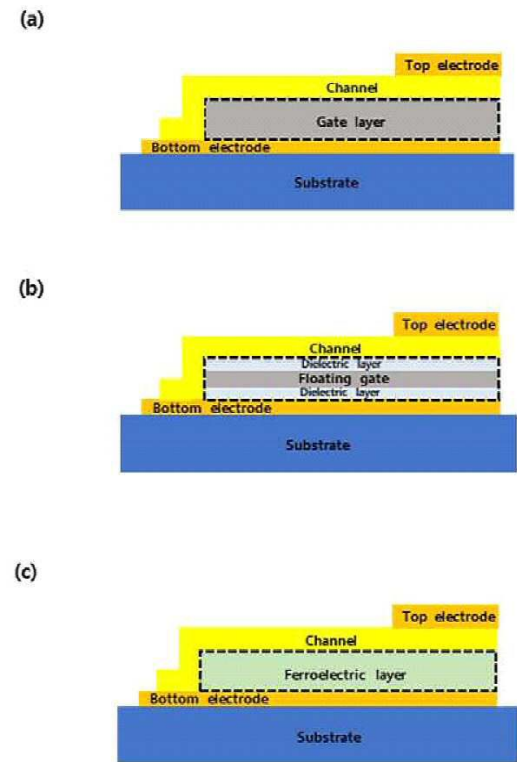 (a)
Top electrode
Channel
Gate layer
Bottom electrode
Substrate
(b)
Top electrode
Channel
Dielectric layer
Floating gate
Dielectric layer
Bottom electrode
Substrate
(c)
Top electrode
Channel
Ferroelectric layer
Bottom electrode
Substrate